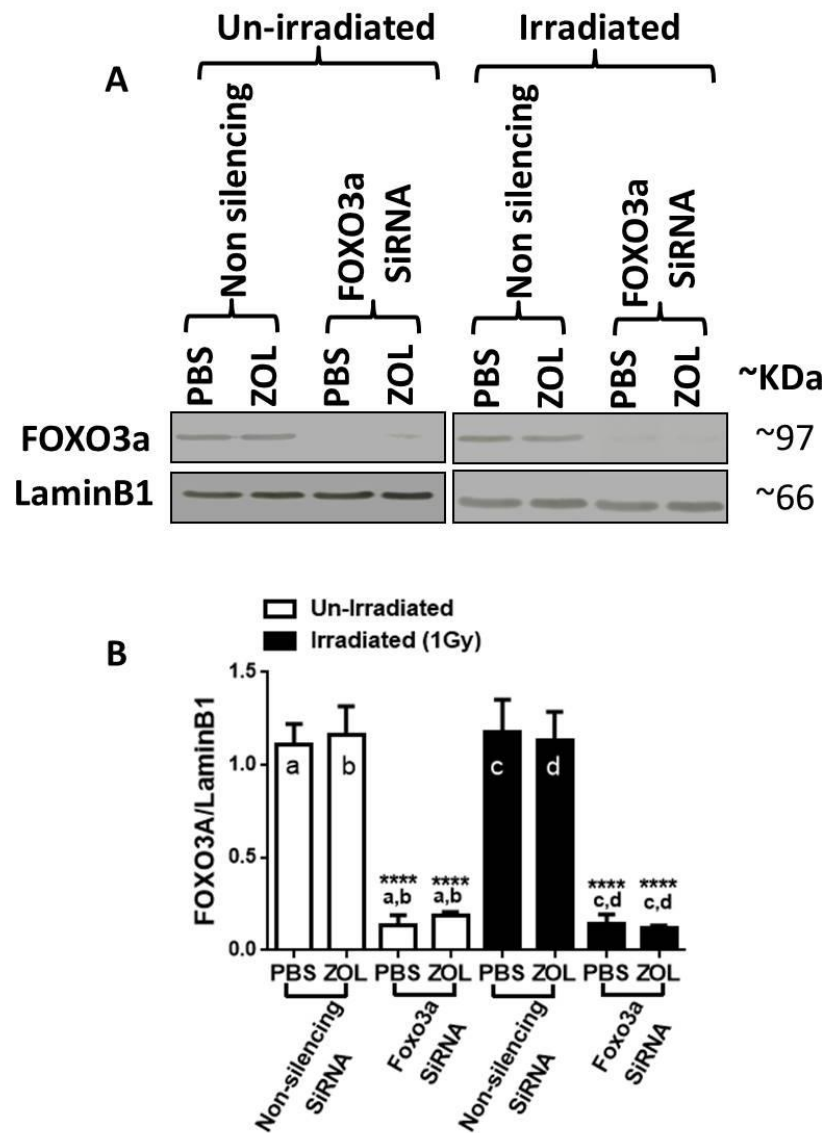 Un-irradiated Irradiated
A
Non silencing
FOXO3a
SiRNA
Non silencing
FOXO3a
SiRNA
PBS ZOL PBS ZOL PBS ZOL PBS ZOL ~KDa
FOXO3a ~97
LaminB1 ~66
B
Un-Irradiated
Irradiated (1Gy)
FOXO3A/LaminB1
1.5
1.0
0.5
0.0
a b c d
**** **** **** ****
a,b a,b c,d c,d
PBS ZOL PBS ZOL PBS ZOL PBS ZOL
Non-silencing
SiRNA
Foxo3a
SiRNA
Non-silencing
SiRNA
Foxo3a
SiRNA